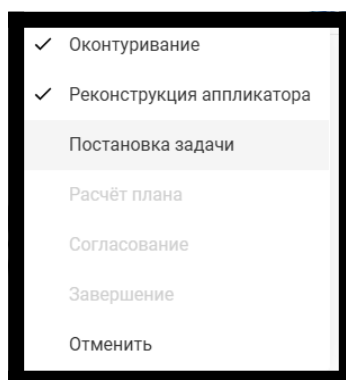 Оконтуривание
Реконструкция аппликатора
Постановка задачи
Расчёт плана
Согласование
Завершение
Отменить